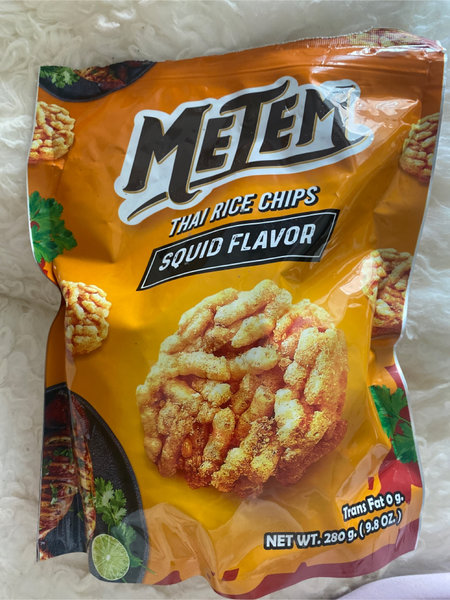 METEM
THAI RICE CHIPS
SQUID FLAVOR
Trans Fat 0 g.
NET WT. 280 g. (9.8 OZ.)